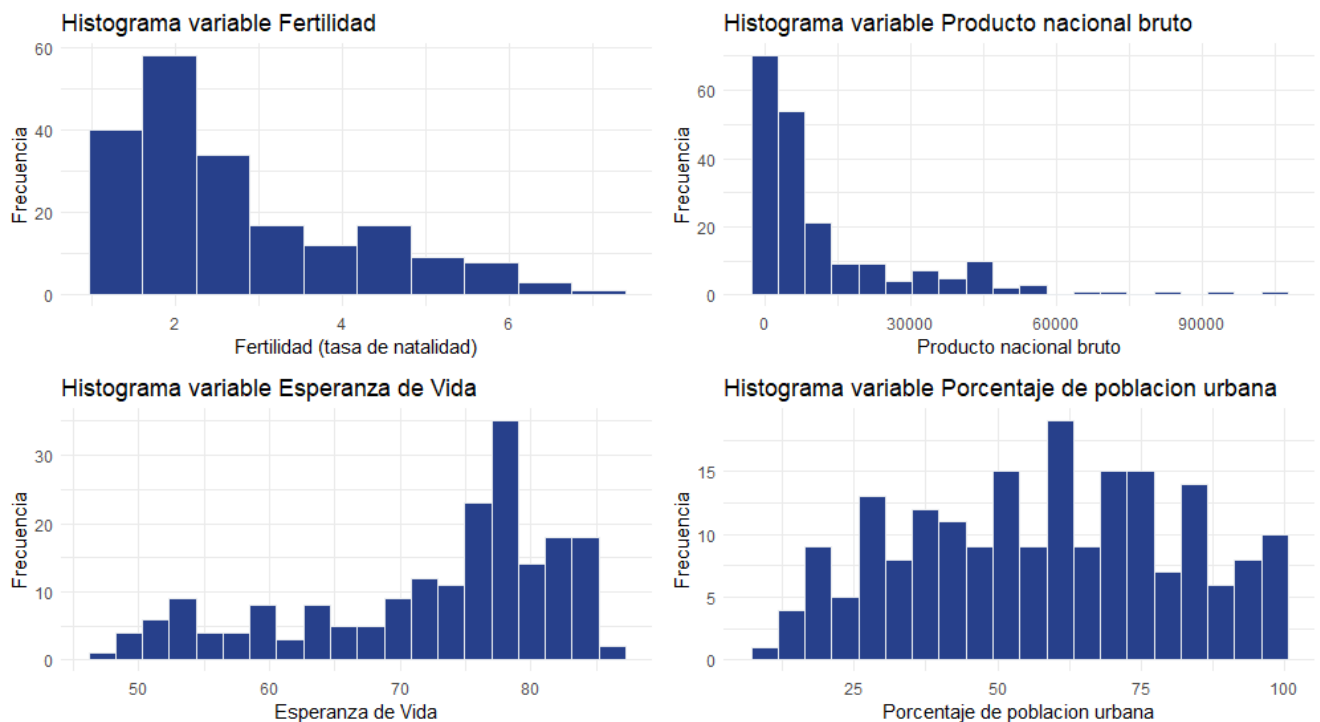 Histograma variable Fertilidad
60
40
20
0
Frecuencia
2 4 6
Fertilidad (tasa de natalidad)
Histograma variable Producto nacional bruto
60
40
20
0
Frecuencia
0 30000 60000 90000
Producto nacional bruto
Histograma variable Esperanza de Vida
30
20
10
0
Frecuencia
50 60 70 80
Esperanza de Vida
Histograma variable Porcentaje de poblacion urbana
15
10
5
0
Frecuencia
25 50 75 100
Porcentaje de poblacion urbana